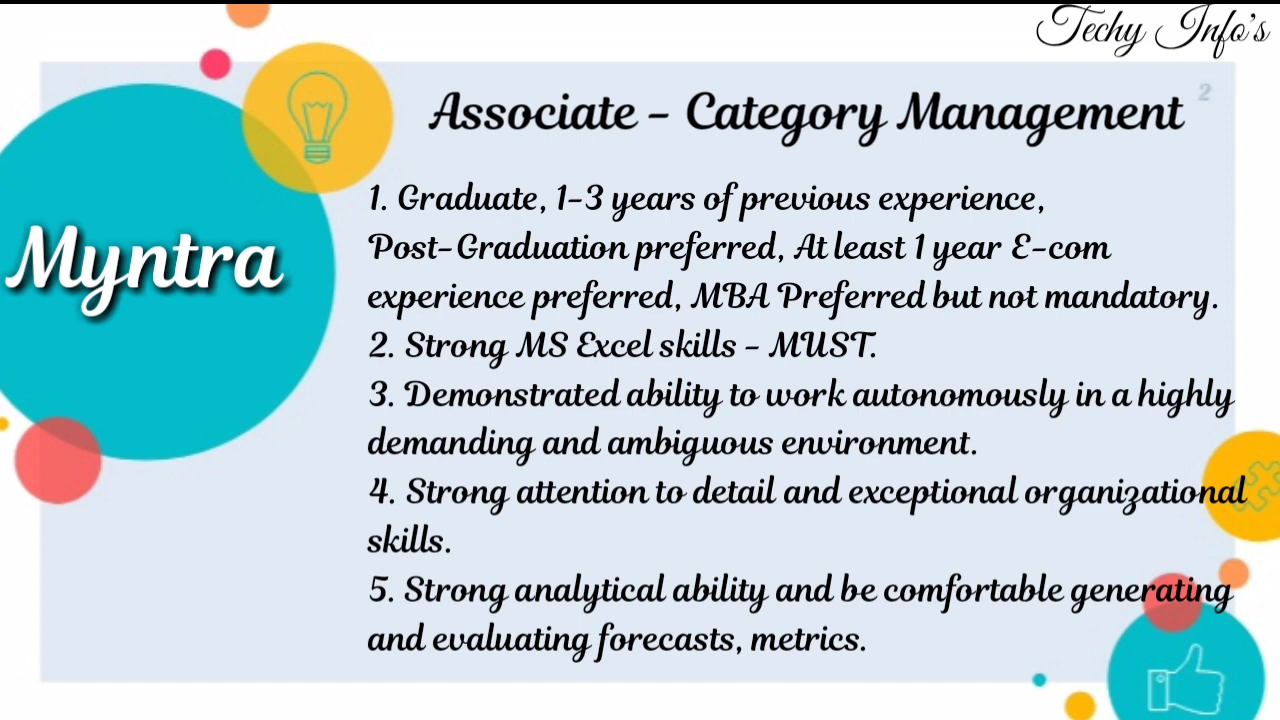 Techy Info's
2
Associate - Category Management
Myntra
1. Graduate, 1-3 years of previous experience,
Post-Graduation preferred, At least 1 year E-com
experience preferred, MBA Preferred but not mandatory.
2. Strong MS Excel skills - MUST.
3. Demonstrated ability to work autonomously in a highly
demanding and ambiguous environment.
4. Strong attention to detail and exceptional organizational
skills.
5. Strong analytical ability and be comfortable generating
and evaluating forecasts, metrics.